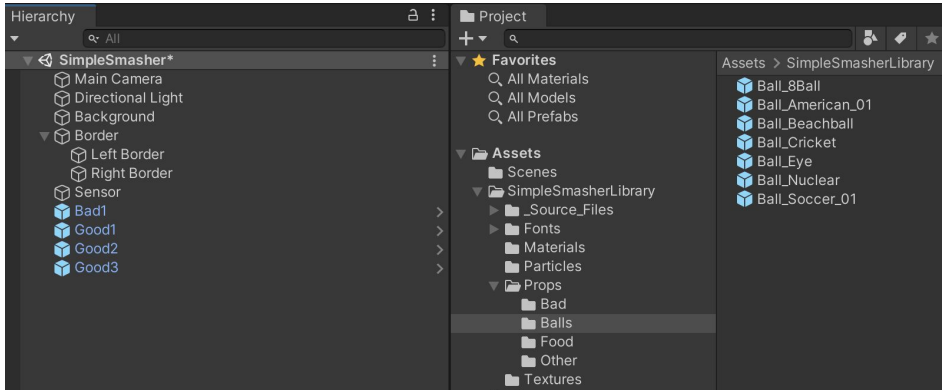 Hierarchy
All
SimpleSmasher*
Main Camera
Directional Light
Background
Border
Left Border
Right Border
Sensor
Bad1
Good1
Good2
Good3
Project
Favorites
All Materials
All Models
All Prefabs
Assets
Scenes
SimpleSmasherLibrary
_Source_Files
Fonts
Materials
Particles
Props
Bad
Balls
Food
Other
Textures
Assets > SimpleSmasherLibrary
Ball_8Ball
Ball_American_01
Ball_Beachball
Ball_Cricket
Ball_Eye
Ball_Nuclear
Ball_Soccer_01